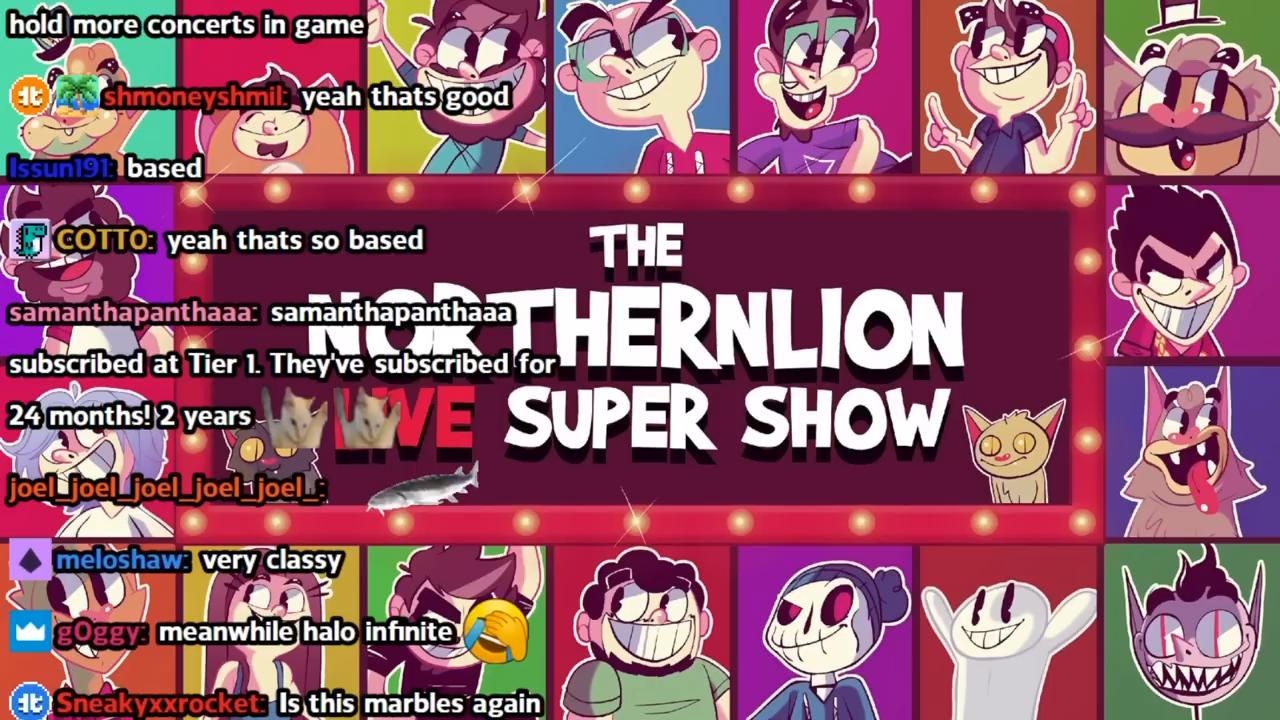 hold more concerts in game
shmoneyshmil: yeah thats good
Issun191: based
COTTO: yeah thats so based
samanthapanthaaa: samanthapanthaaa
subscribed at Tier 1. They've subscribed for
24 months! 2 years
joel_joel_joel_joel_joel_:
meloshaw: very classy
g0ggy: meanwhile halo infinite
Sneakyxxrocket: Is this marbles again
THE
NORTHERNLION
LIVE SUPER SHOW